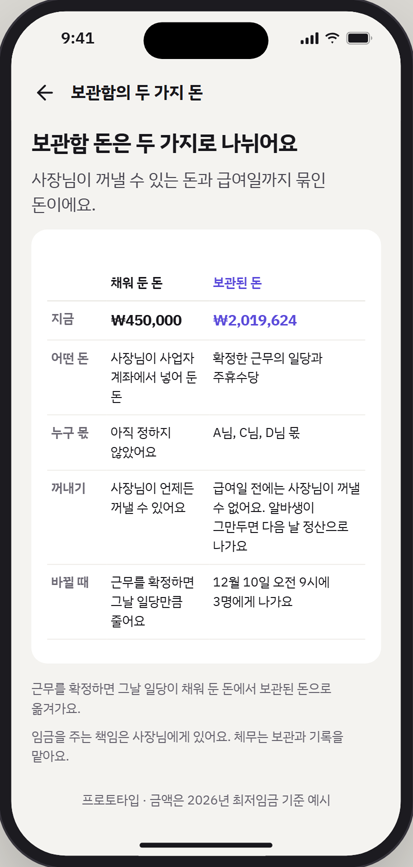 9:41
보관함의 두 가지 돈
보관함 돈은 두 가지로 나뉘어요
사장님이 꺼낼 수 있는 돈과 급여일까지 묶인
돈이에요.
채워 둔 돈 보관된 돈
지금 ₩450,000 ₩2,019,624
어떤 돈 사장님이 사업자 확정한 근무의 일당과
계좌에서 넣어 둔 주휴수당
돈
누구 몫 아직 정하지 A님, C님, D님 몫
않았어요
꺼내기 사장님이 언제든 급여일 전에는 사장님이 꺼낼
꺼낼 수 있어요 수 없어요. 알바생이
그만두면 다음 날 정산으로
나가요
바뀔 때 근무를 확정하면 12월 10일 오전 9시에
그날 일당만큼 3명에게 나가요
줄어요
근무를 확정하면 그날 일당이 채워 둔 돈에서 보관된 돈으로
옮겨가요.
임금을 주는 책임은 사장님에게 있어요. 체무는 보관과 기록을
맡아요.
프로토타입 · 금액은 2026년 최저임금 기준 예시